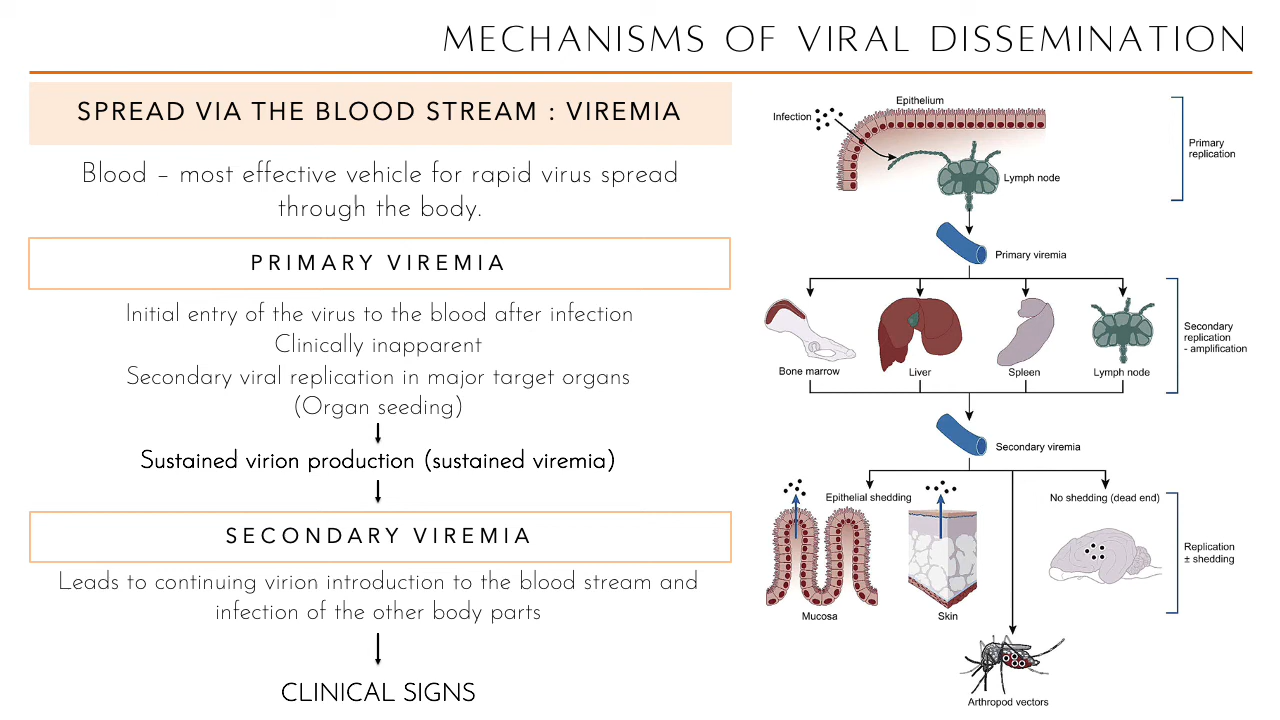 MECHANISMS OF VIRAL DISSEMINATION
SPREAD VIA THE BLOOD STREAM : VIREMIA
Blood – most effective vehicle for rapid virus spread
through the body.
PRIMARY VIREMIA
Initial entry of the virus to the blood after infection
Clinically inapparent
Secondary viral replication in major target organs
(Organ seeding)
Sustained virion production (sustained viremia)
SECONDARY VIREMIA
Leads to continuing virion introduction to the blood stream and
infection of the other body parts
CLINICAL SIGNS
Epithelium
Infection
Lymph node
Primary
replication
Primary viremia
Bone marrow
Liver
Spleen
Lymph node
Secondary
replication
- amplification
Secondary viremia
Epithelial shedding
No shedding (dead end)
Mucosa
Skin
Replication
± shedding
Arthropod vectors